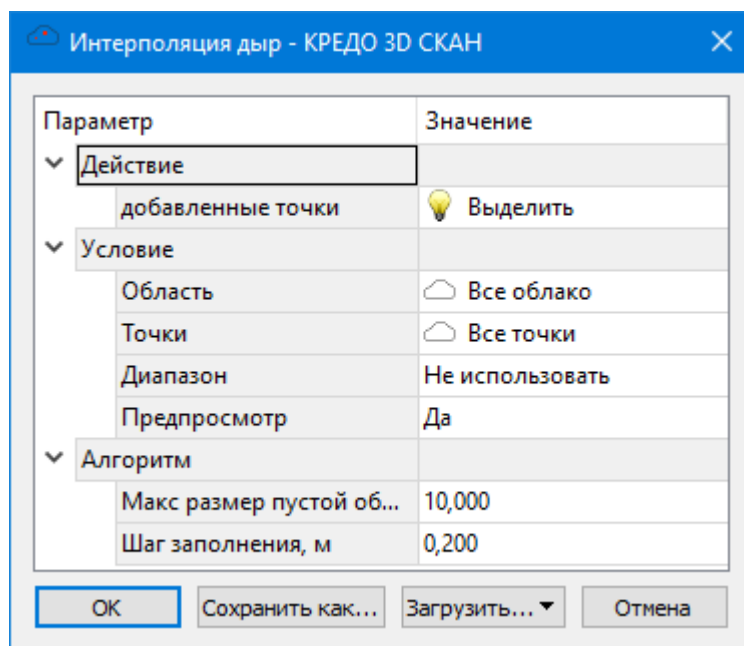 Интерполяция дыр - КРЕДО 3D СКАН
Параметр Значение
Действие
добавленные точки Выделить
Условие
Область Все облако
Точки Все точки
Диапазон Не использовать
Предпросмотр Да
Алгоритм
Макс размер пустой об... 10,000
Шаг заполнения, м 0,200
ОК Сохранить как... Загрузить... Отмена